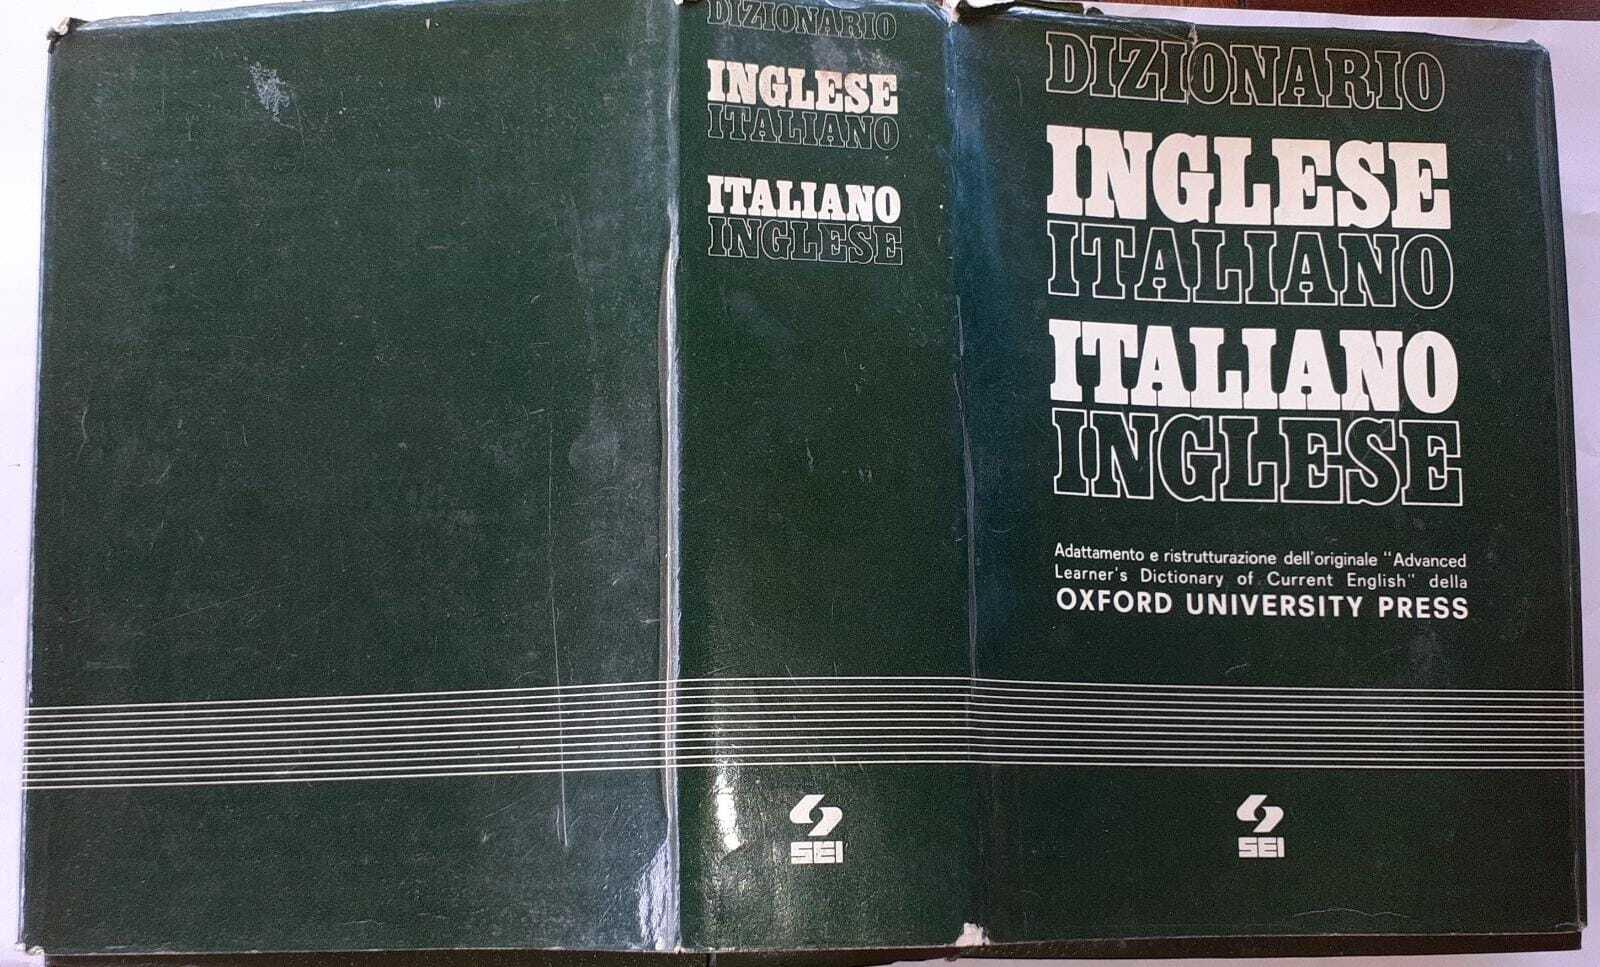 DIZIONARIO
INGLESE
ITALIANO
ITALIANO
INGLESE
SEI
DIZIONARIO
INGLESE
ITALIANO
ITALIANO
INGLESE
Adattamento e ristrutturazione dell'originale "Advanced
Learner's Dictionary of Current English" della
OXFORD UNIVERSITY PRESS
SEI